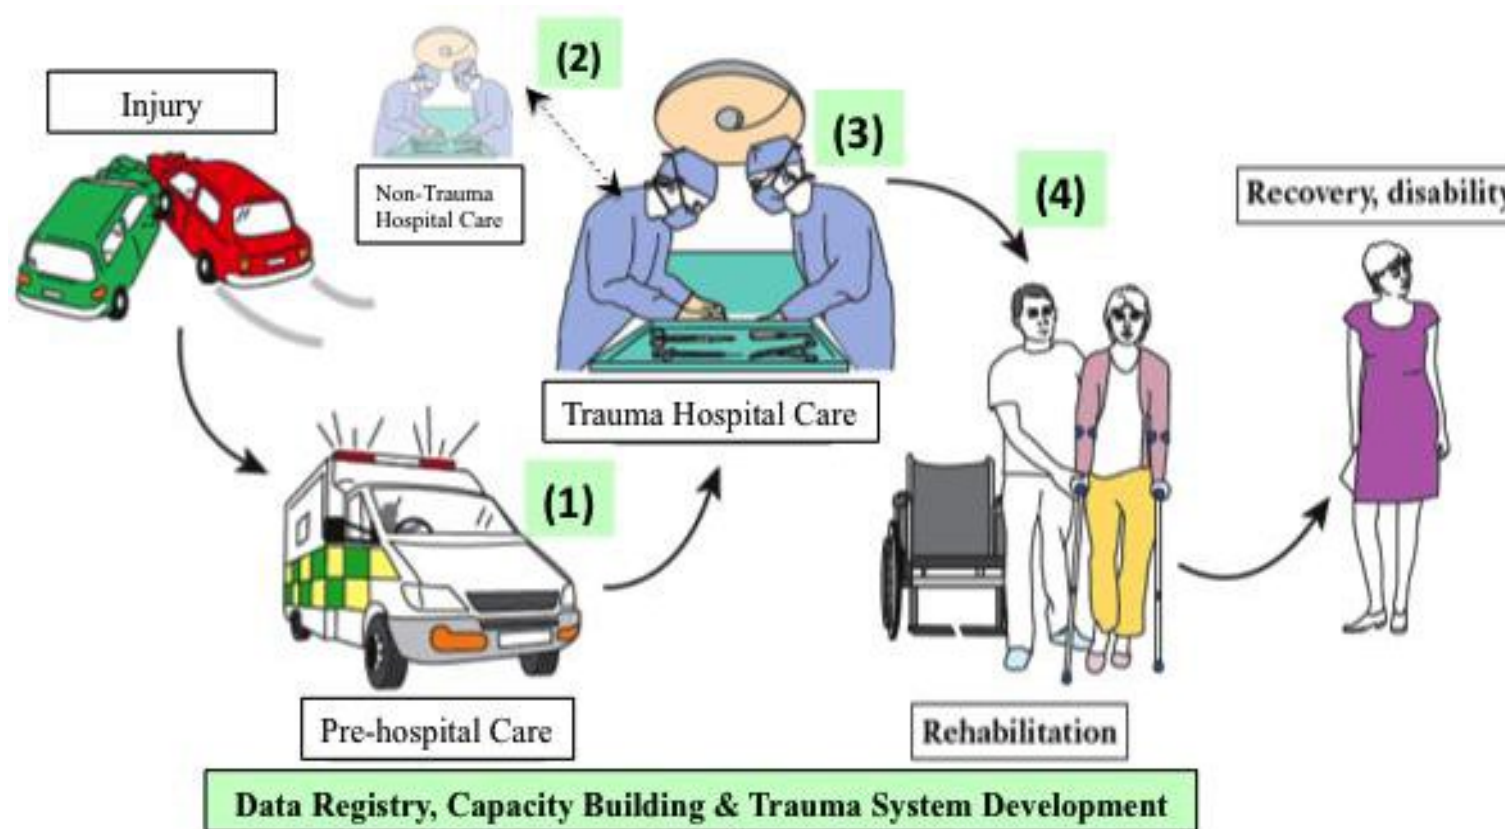 Injury
(2)
Non-Trauma
Hospital Care
(3)
Trauma Hospital Care
(4)
Recovery, disability
(1)
Pre-hospital Care
Rehabilitation
Data Registry, Capacity Building & Trauma System Development